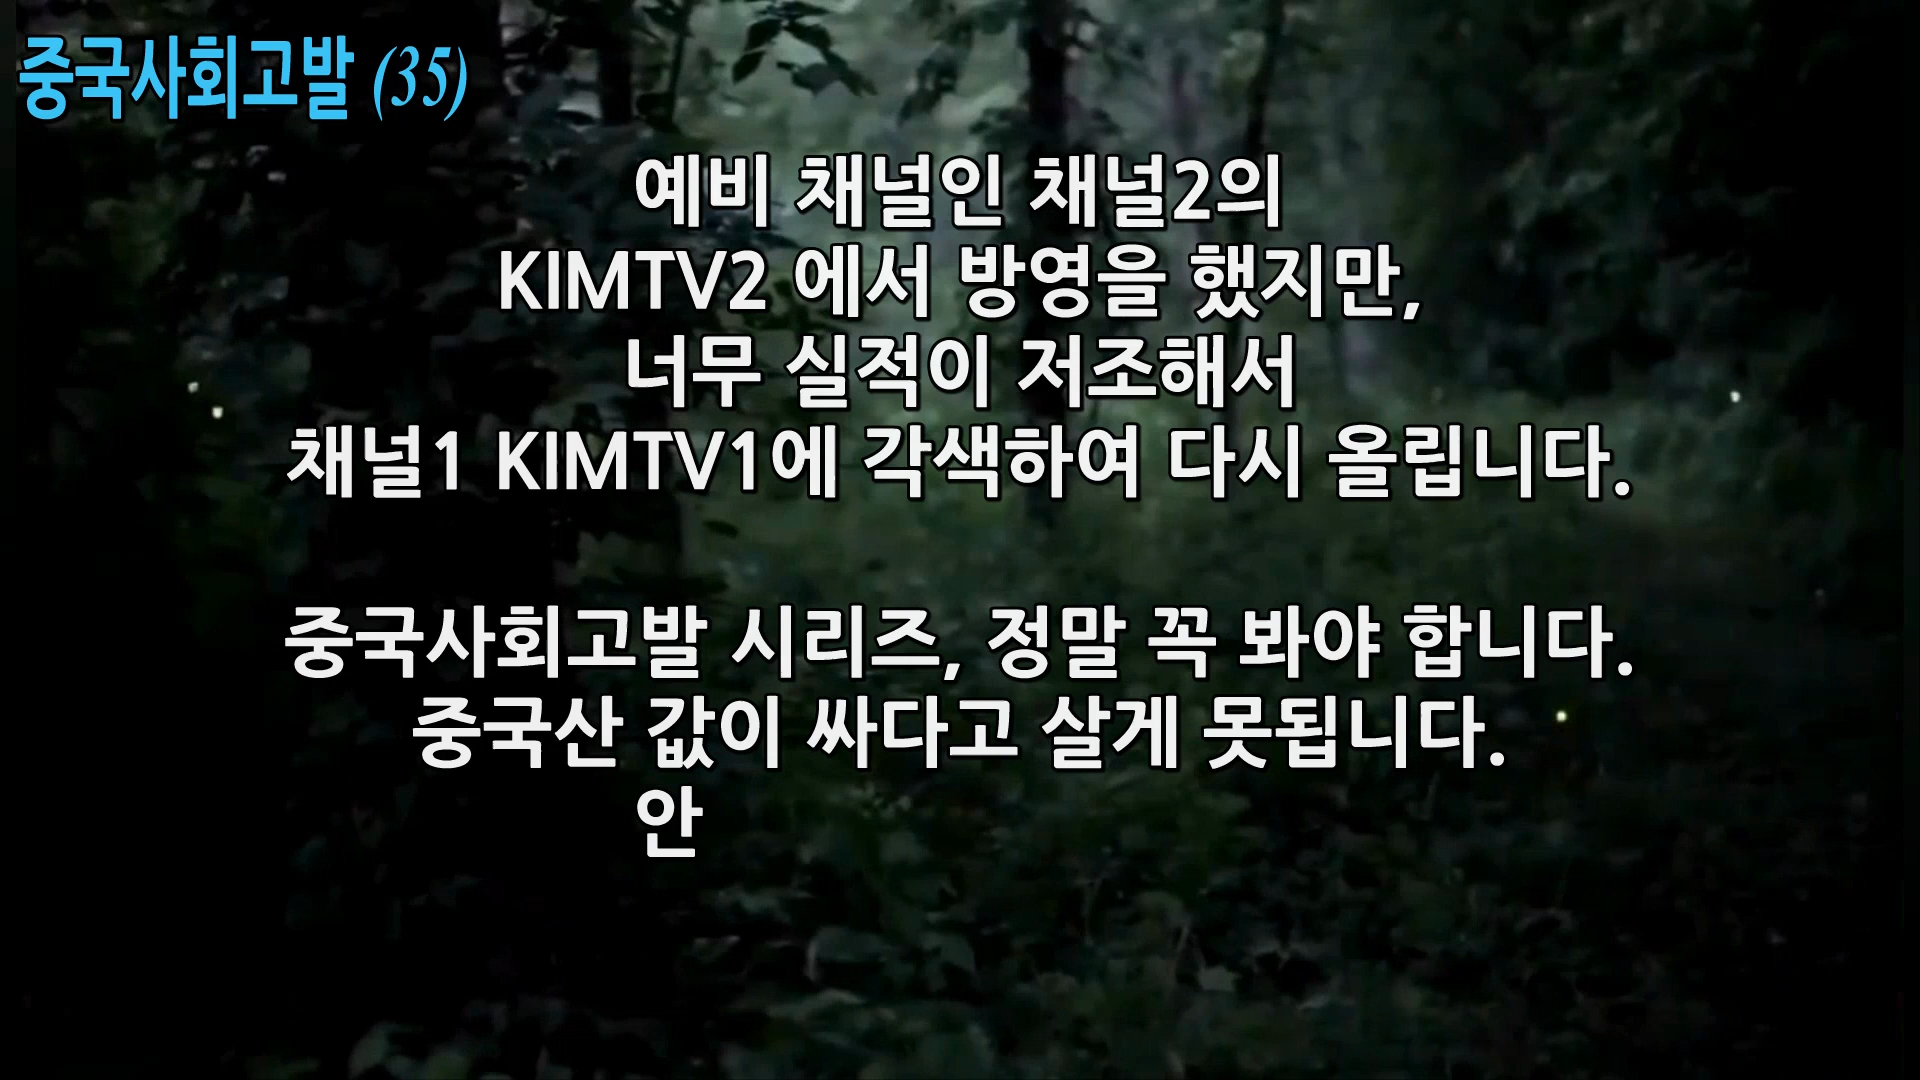 중국사회고발 (35)
예비 채널인 채널2의
KIMTV2 에서 방영을 했지만,
너무 실적이 저조해서
채널1 KIMTV1에 각색하여 다시 올립니다.
중국사회고발 시리즈, 정말 꼭 봐야 합니다.
중국산 값이 싸다고 살게 못됩니다.
안